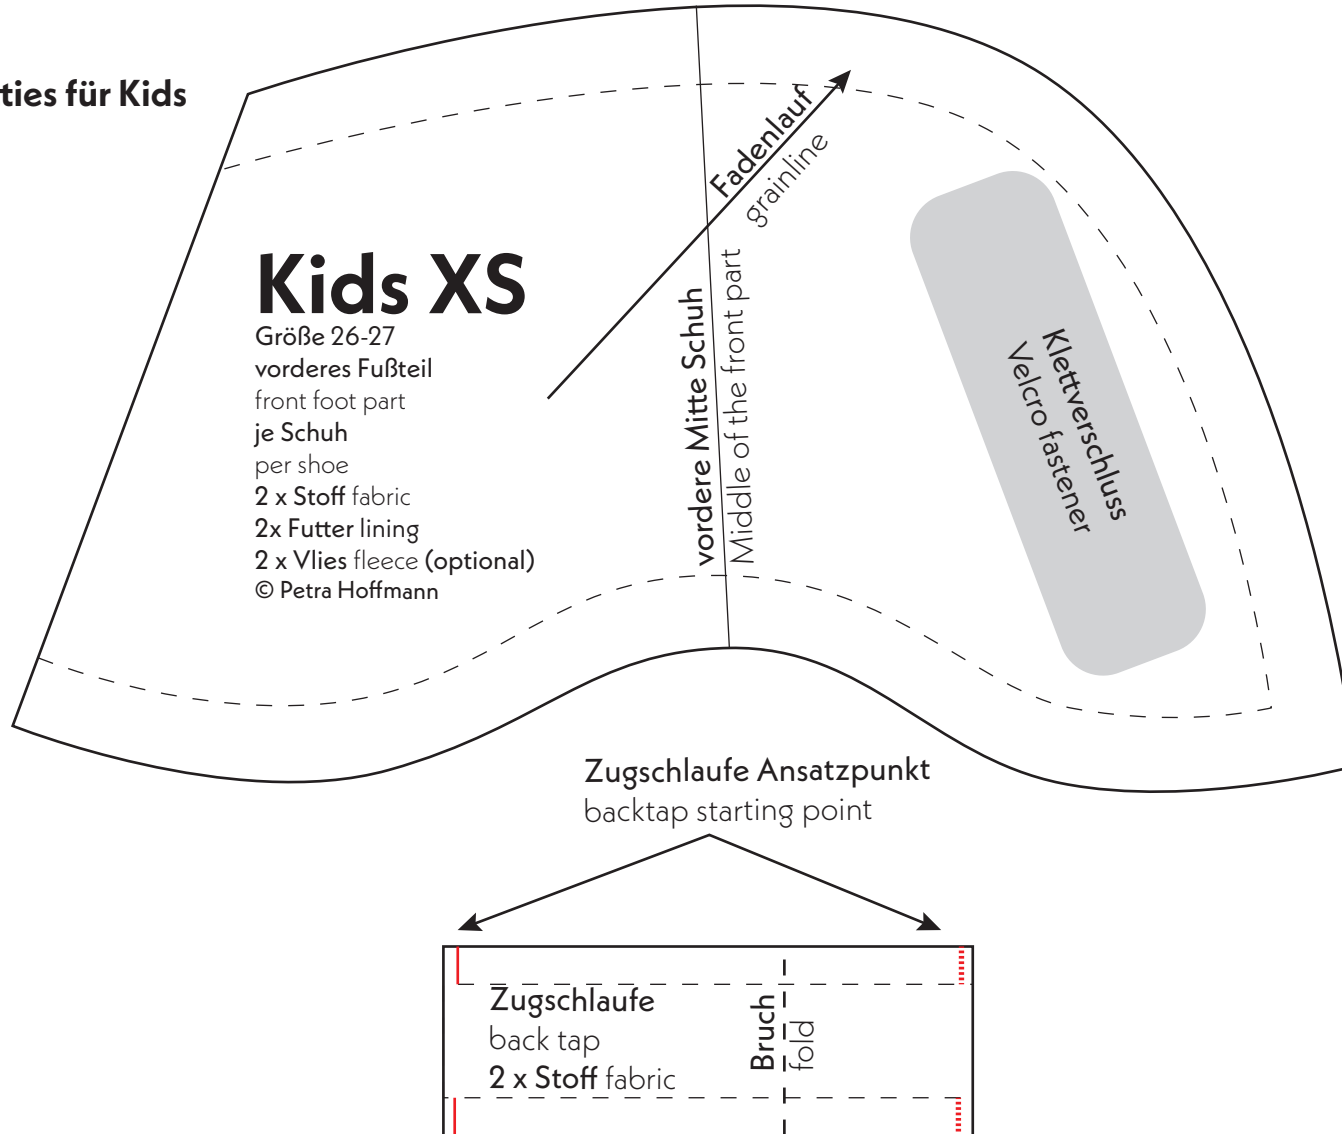 ties für Kids
Fadenlauf
grainline
Kids XS
Größe 26-27
vorderes Fußteil
front foot part
je Schuh
per shoe
2 x Stoff fabric
2x Futter lining
2 x Vlies fleece (optional)
© Petra Hoffmann
vordere Mitte Schuh
Middle of the front part
Klettverschluss
Velcro fastener
Zugschlaufe Ansatzpunkt
backtap starting point
Zugschlaufe
back tap
2 x Stoff fabric
Bruch
fold